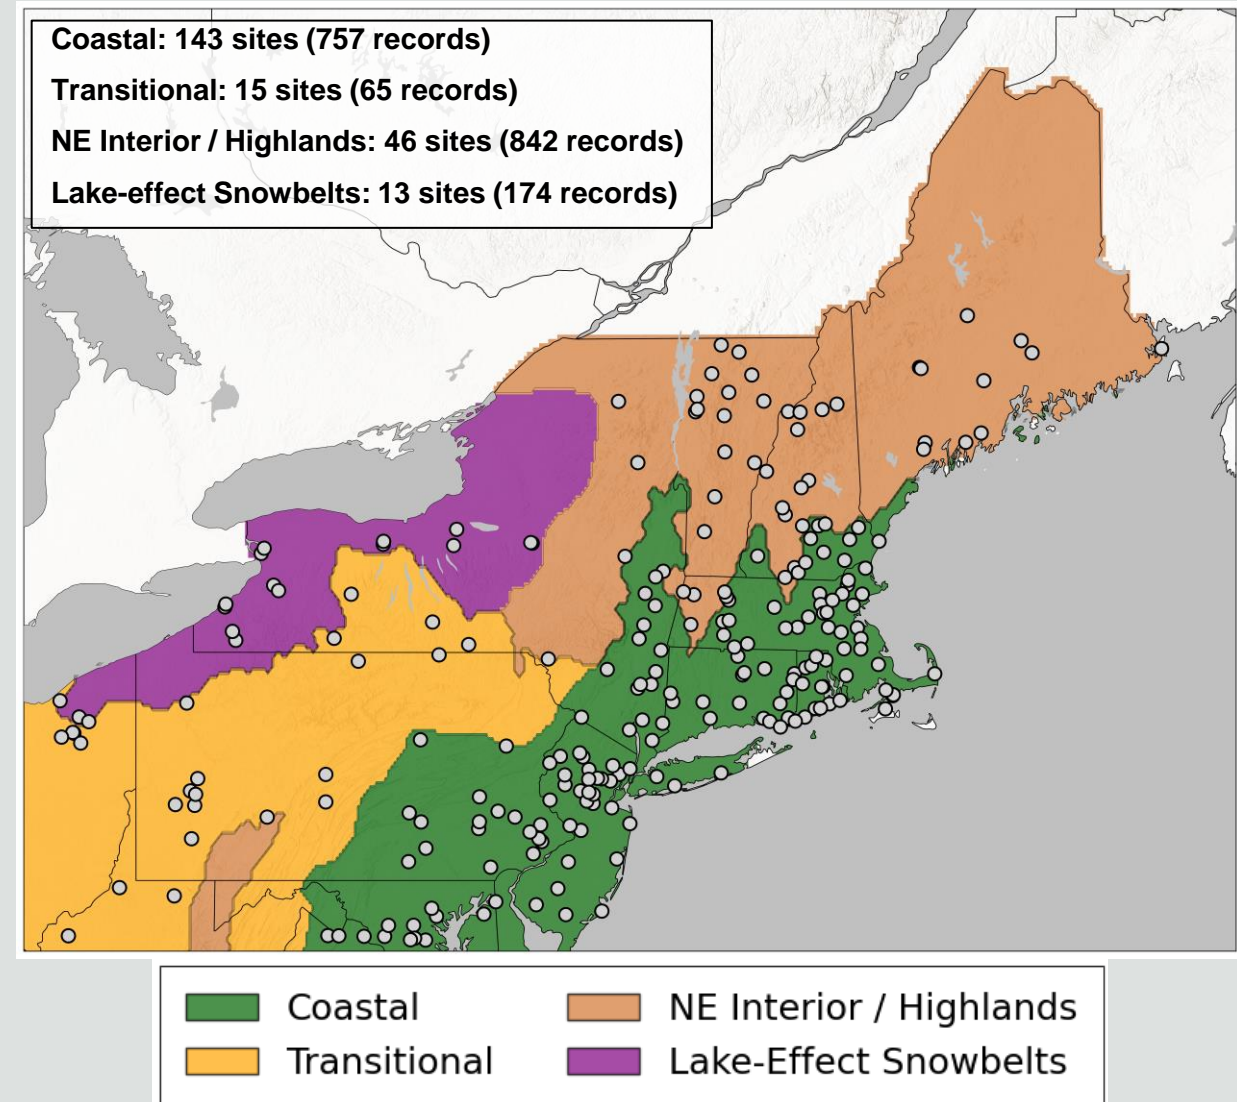 Coastal: 143 sites (757 records)
Transitional: 15 sites (65 records)
NE Interior / Highlands: 46 sites (842 records)
Lake-effect Snowbelts: 13 sites (174 records)
Coastal
NE Interior / Highlands
Transitional
Lake-Effect Snowbelts